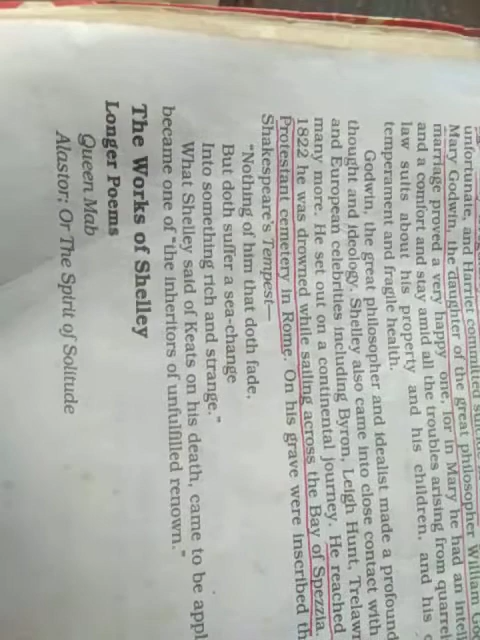 unfortunate, and Harriet committed
Mary Godwin, the daughter of the great philosopher William
marriage proved a very happy one, for in Mary he had an
and a comfort and stay amid all the troubles arising from
law suits about his property and his children, and his
temperament and fragile health.
Godwin, the great philosopher and idealist made a profound
thought and ideology. Shelley also came into close contact with
and European celebrities including Byron, Leigh Hunt,
many more. He set out on a continental journey. He reached
1822 he was drowned while sailing across the Bay of Spezzia
Protestant cemetery in Rome. On his grave were inscribed
Shakespeare's Tempest—
"Nothing of him that doth fade,
But doth suffer a sea-change
Into something rich and strange."
What Shelley said of Keats on his death, came to be
became one of "the inheritors of unfulfilled renown."
The Works of Shelley
Longer Poems
Queen Mab
Alastor; Or The Spirit of Solitude